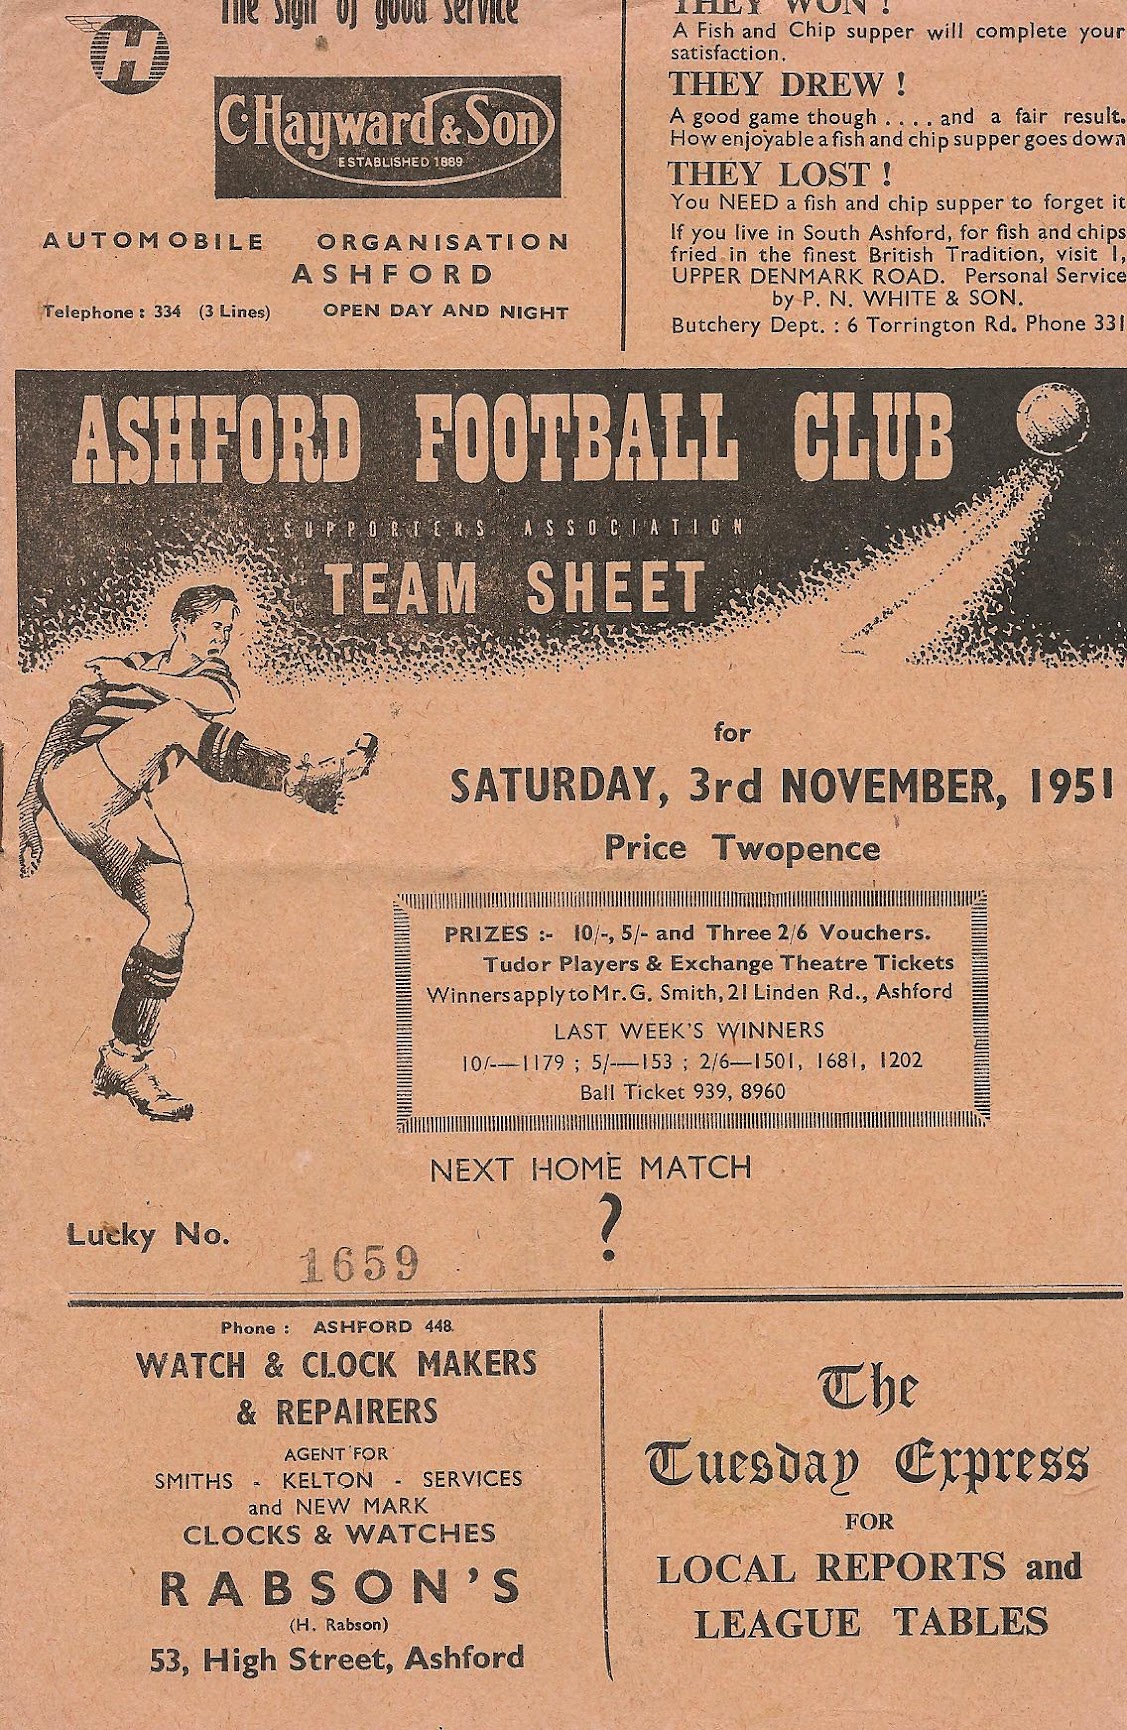 The sign of good service
H
C. Hayward & Son
ESTABLISHED 1889
AUTOMOBILE ORGANISATION
ASHFORD
Telephone : 334 (3 Lines) OPEN DAY AND NIGHT
THEY WON !
A Fish and Chip supper will complete your
satisfaction.
THEY DREW !
A good game though . . . . and a fair result.
How enjoyable a fish and chip supper goes down
THEY LOST !
You NEED a fish and chip supper to forget it
If you live in South Ashford, for fish and chips
fried in the finest British Tradition, visit 1,
UPPER DENMARK ROAD. Personal Service
by P. N. WHITE & SON.
Butchery Dept. : 6 Torrington Rd. Phone 331
ASHFORD FOOTBALL CLUB
SUPPORTERS ASSOCIATION
TEAM SHEET
for
SATURDAY, 3rd NOVEMBER, 1951
Price Twopence
PRIZES :- 10/-, 5/- and Three 2/6 Vouchers.
Tudor Players & Exchange Theatre Tickets
Winners apply to Mr. G. Smith, 21 Linden Rd., Ashford
LAST WEEK'S WINNERS
10/-—1179 ; 5/-—153 ; 2/6—1501, 1681, 1202
Ball Ticket 939, 8960
NEXT HOME MATCH
?
Lucky No.
1659
Phone : ASHFORD 448
WATCH & CLOCK MAKERS
& REPAIRERS
AGENT FOR
SMITHS - KELTON - SERVICES
and NEW MARK
CLOCKS & WATCHES
RABSON'S
(H. Rabson)
53, High Street, Ashford
The
Tuesday Express
FOR
LOCAL REPORTS and
LEAGUE TABLES